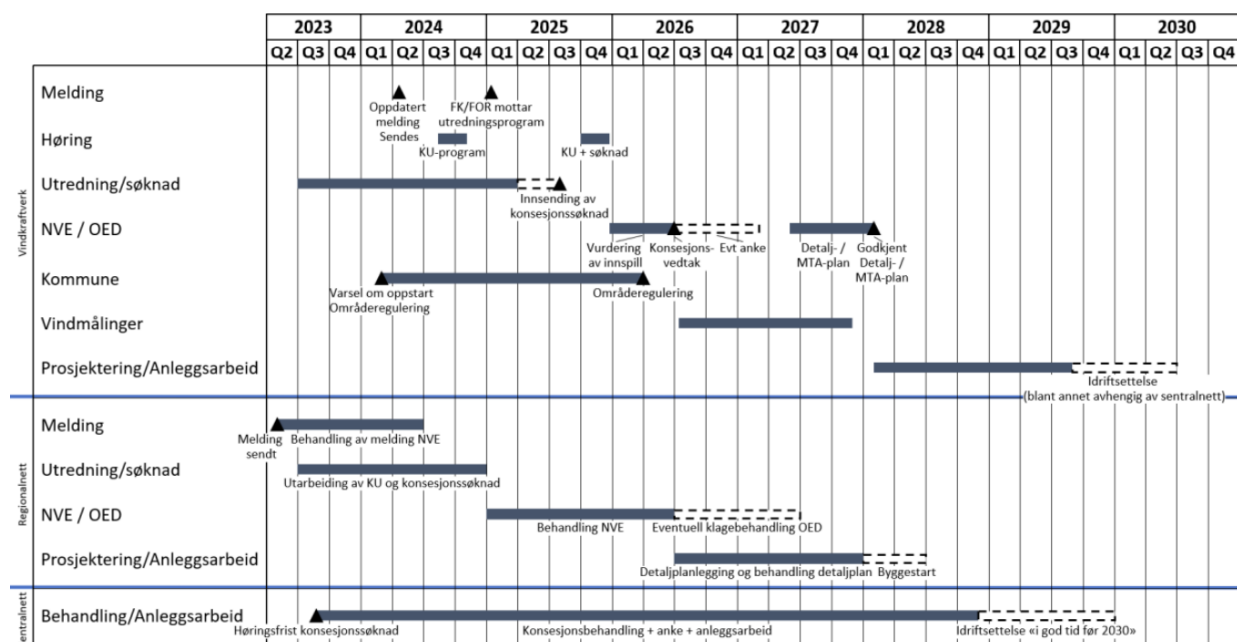 2023 2024 2025 2026 2027 2028 2029 2030
Q2 Q3 Q4 Q1 Q2 Q3 Q4 Q1 Q2 Q3 Q4 Q1 Q2 Q3 Q4 Q1 Q2 Q3 Q4 Q1 Q2 Q3 Q4 Q1 Q2 Q3 Q4 Q1 Q2 Q3 Q4
Vindkraftverk
Melding
Oppdatert
melding
Sendes
FK/FOR mottar
utredningsprogram
Høring
KU-program
KU + søknad
Utredning/søknad
Innsending av
konsesjonssøknad
NVE / OED
Vurdering
av innspill
Konsesjons-
vedtak
Evt anke
Detalj- /
MTA-plan
Godkjent
Detalj- /
MTA-plan
Kommune
Varsel om oppstart
Områderegulering
Områderegulering
Vindmålinger
Prosjektering/Anleggsarbeid
Idriftsettelse
(blant annet avhengig av sentralnett)
Regionalnett
Melding
Melding
sendt
Behandling av melding NVE
Utredning/søknad
Utarbeiding av KU og konsesjonssøknad
NVE / OED
Behandling NVE
Eventuell klagebehandling OED
Prosjektering/Anleggsarbeid
Detaljplanlegging og behandling detaljplan
Byggestart
entralnett
Behandling/Anleggsarbeid
Høringsfrist konsesjonssøknad
Konsesjonsbehandling + anke + anleggsarbeid
Idriftsettelse «i god tid før 2030»